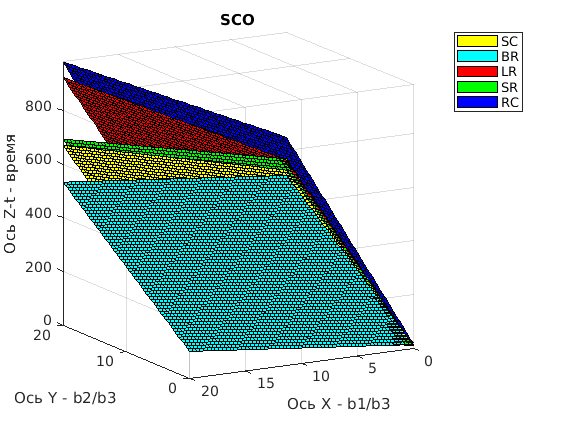 SCO
SC
BR
LR
SR
RC
Ось Z-t - время
800
600
400
200
0
20
10
0
Ось Y - b2/b3
20
15
10
5
0
Ось X - b1/b3